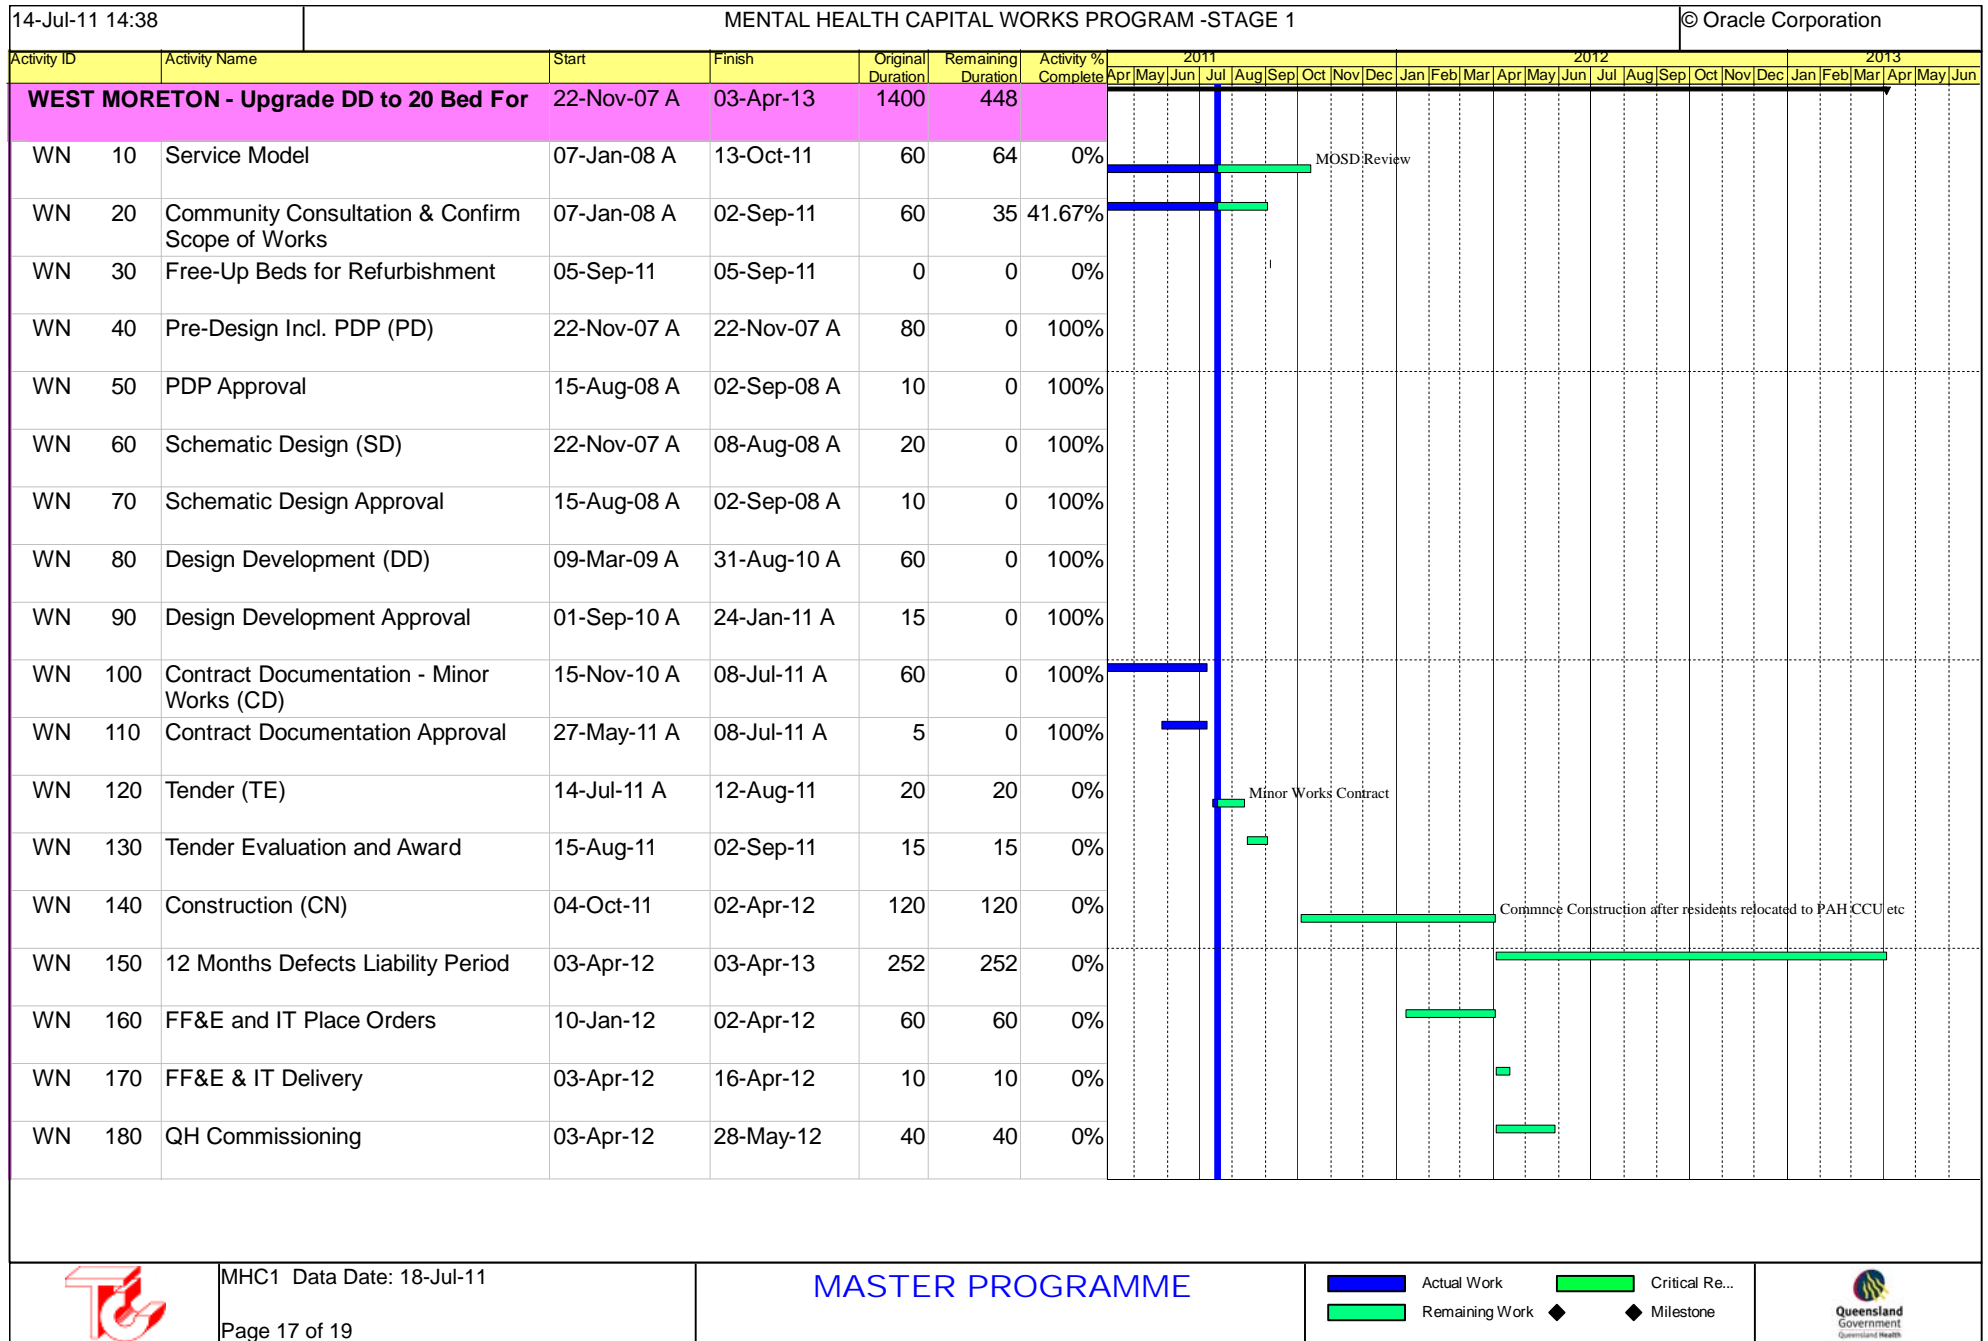 14-Jul-11 14:38 MENTAL HEALTH CAPITAL WORKS PROGRAM -STAGE 1 © Oracle Corporation
Activity ID Activity Name Start Finish Original Duration Remaining Duration Activity % Complete 2011 2012 2013
Apr May Jun Jul Aug Sep Oct Nov Dec Jan Feb Mar Apr May Jun Jul Aug Sep Oct Nov Dec Jan Feb Mar Apr May Jun
WEST MORETON - Upgrade DD to 20 Bed For 22-Nov-07 A 03-Apr-13 1400 448
WN 10 Service Model 07-Jan-08 A 13-Oct-11 60 64 0% MOSD Review
WN 20 Community Consultation & Confirm 07-Jan-08 A 02-Sep-11 60 35 41.67%
Scope of Works
WN 30 Free-Up Beds for Refurbishment 05-Sep-11 05-Sep-11 0 0 0%
WN 40 Pre-Design Incl. PDP (PD) 22-Nov-07 A 22-Nov-07 A 80 0 100%
WN 50 PDP Approval 15-Aug-08 A 02-Sep-08 A 10 0 100%
WN 60 Schematic Design (SD) 22-Nov-07 A 08-Aug-08 A 20 0 100%
WN 70 Schematic Design Approval 15-Aug-08 A 02-Sep-08 A 10 0 100%
WN 80 Design Development (DD) 09-Mar-09 A 31-Aug-10 A 60 0 100%
WN 90 Design Development Approval 01-Sep-10 A 24-Jan-11 A 15 0 100%
WN 100 Contract Documentation - Minor 15-Nov-10 A 08-Jul-11 A 60 0 100%
Works (CD)
WN 110 Contract Documentation Approval 27-May-11 A 08-Jul-11 A 5 0 100%
WN 120 Tender (TE) 14-Jul-11 A 12-Aug-11 20 20 0% Minor Works Contract
WN 130 Tender Evaluation and Award 15-Aug-11 02-Sep-11 15 15 0%
WN 140 Construction (CN) 04-Oct-11 02-Apr-12 120 120 0% Commnce Construction after residents relocated to PAH CCU etc
WN 150 12 Months Defects Liability Period 03-Apr-12 03-Apr-13 252 252 0%
WN 160 FF&E and IT Place Orders 10-Jan-12 02-Apr-12 60 60 0%
WN 170 FF&E & IT Delivery 03-Apr-12 16-Apr-12 10 10 0%
WN 180 QH Commissioning 03-Apr-12 28-May-12 40 40 0%
MHC1 Data Date: 18-Jul-11
Page 17 of 19
MASTER PROGRAMME
Actual Work Critical Re...
Remaining Work Milestone
Queensland
Government
Queensland Health